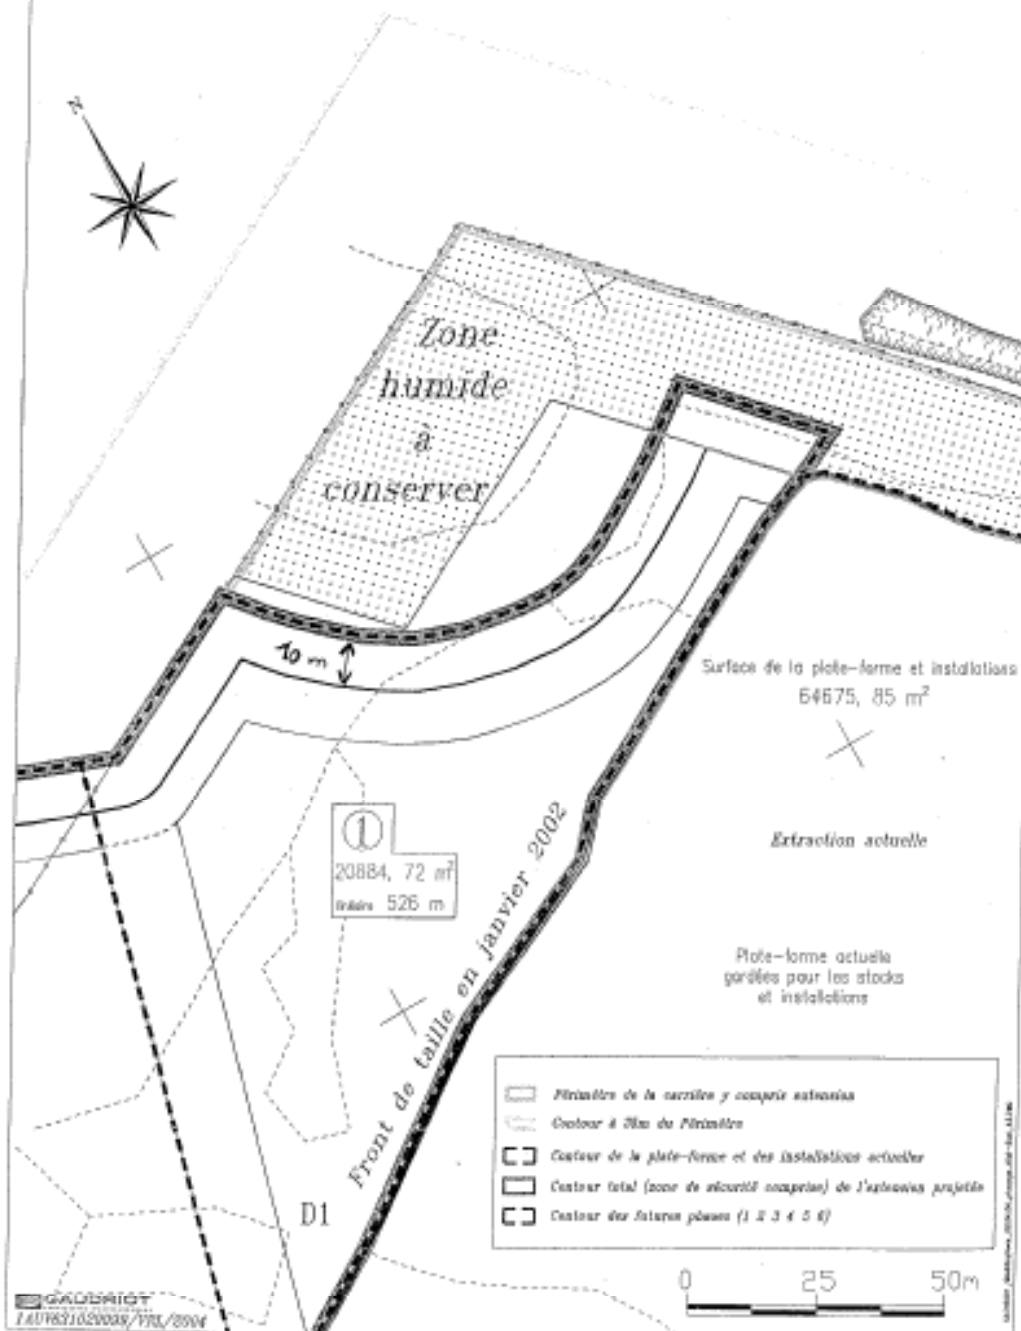 N
Zone
humide
à
conserver
10 m
Surface de la plate-forme et installations
64675, 85 m²
1
20884, 72 m²
526 m
Front de taille en janvier 2002
Extraction actuelle
Plate-forme actuelle
gardées pour les stocks
et installations
D1
Périmètre de la carrière y compris extension
Contour à du Périmètre
Contour de la plate-forme et des installations actuelles
Contour total (zone de sécurité comprise) de l'extension projetée
Contour des futures phases (1 2 3 4 5 6)
0 25 50m
GAUDRIOT